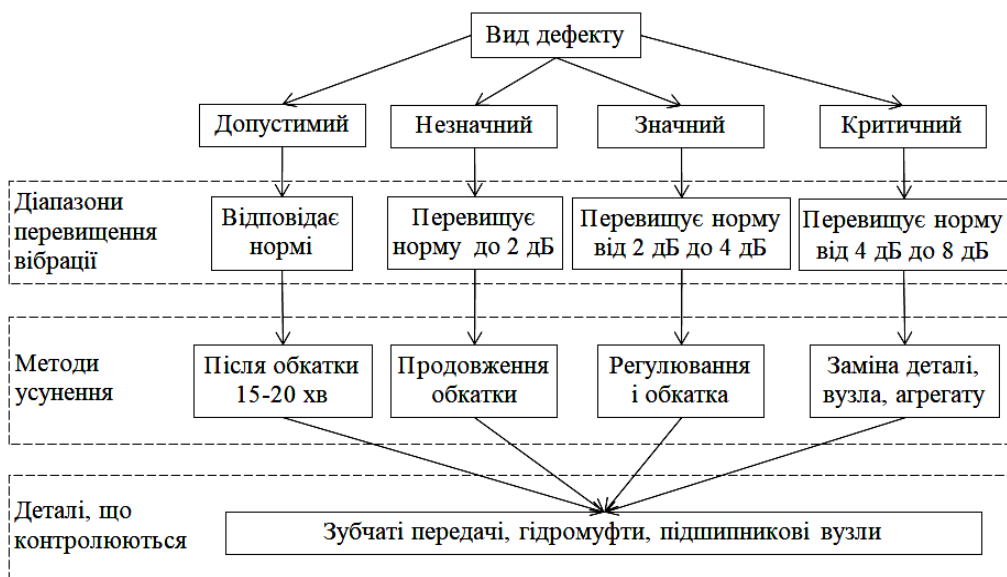 Вид дефекту
Допустимий
Незначний
Значний
Критичний
Діапазони
перевищення
вібрації
Відповідає
нормі
Перевищує
норму до 2 дБ
Перевищує норму
від 2 дБ до 4 дБ
Перевищує норму
від 4 дБ до 8 дБ
Методи
усунення
Після обкатки
15-20 хв
Продовження
обкатки
Регулювання
і обкатка
Заміна деталі,
вузла, агрегату
Деталі, що
контролюються
Зубчаті передачі, гідромуфти, підшипникові вузли